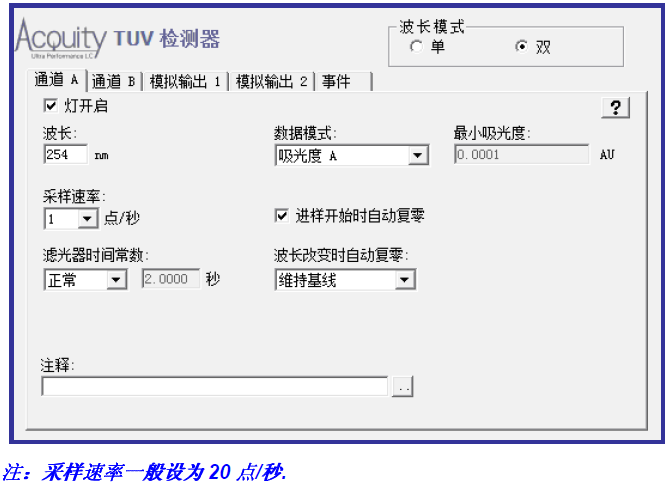 Acquity TUV 检测器
Ultra Performance LC
波长模式
单 双
通道 A 通道 B 模拟输出 1 模拟输出 2 事件
灯开启
?
波长: 数据模式: 最小吸光度:
254 nm 吸光度 A 0.0001 AU
采样速率:
1 点/秒 进样开始时自动复零
滤光器时间常数: 波长改变时自动复零:
正常 2.0000 秒 维持基线
注释:
..
注：采样速率一般设为 20 点/秒.